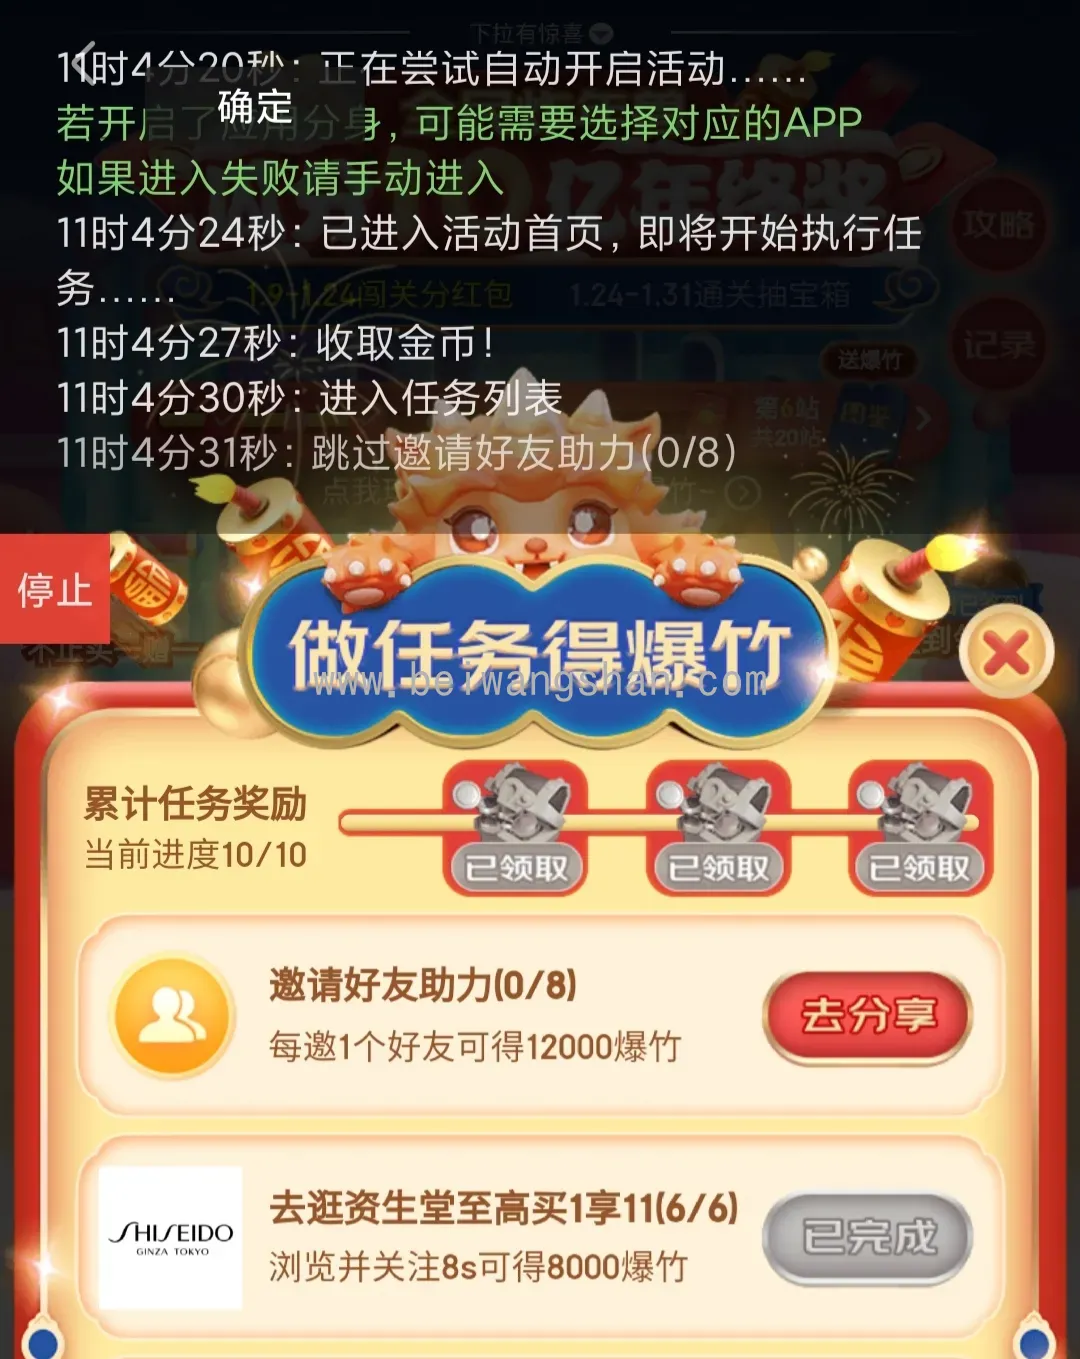 下拉有惊喜
11时4分20秒：正在尝试自动开启活动……
确定
若开启了应用分身，可能需要选择对应的APP
如果进入失败请手动进入
亿年终奖
11时4分24秒：已进入活动首页，即将开始执行任
攻略
务……
1.9-1.24闯关分红包
1.24-1.31通关抽宝箱
11时4分27秒：收取金币！
记录
送爆竹
11时4分30秒：进入任务列表
第6站
共20站
11时4分31秒：跳过邀请好友助力(0/8)
点我
停止
做任务得爆竹
www.beiwangshan.com
累计任务奖励
当前进度10/10
已领取
已领取
已领取
邀请好友助力(0/8)
每邀1个好友可得12000爆竹
去分享
SHISEIDO
GINZA TOKYO
去逛资生堂至高买1享11(6/6)
浏览并关注8s可得8000爆竹
已完成